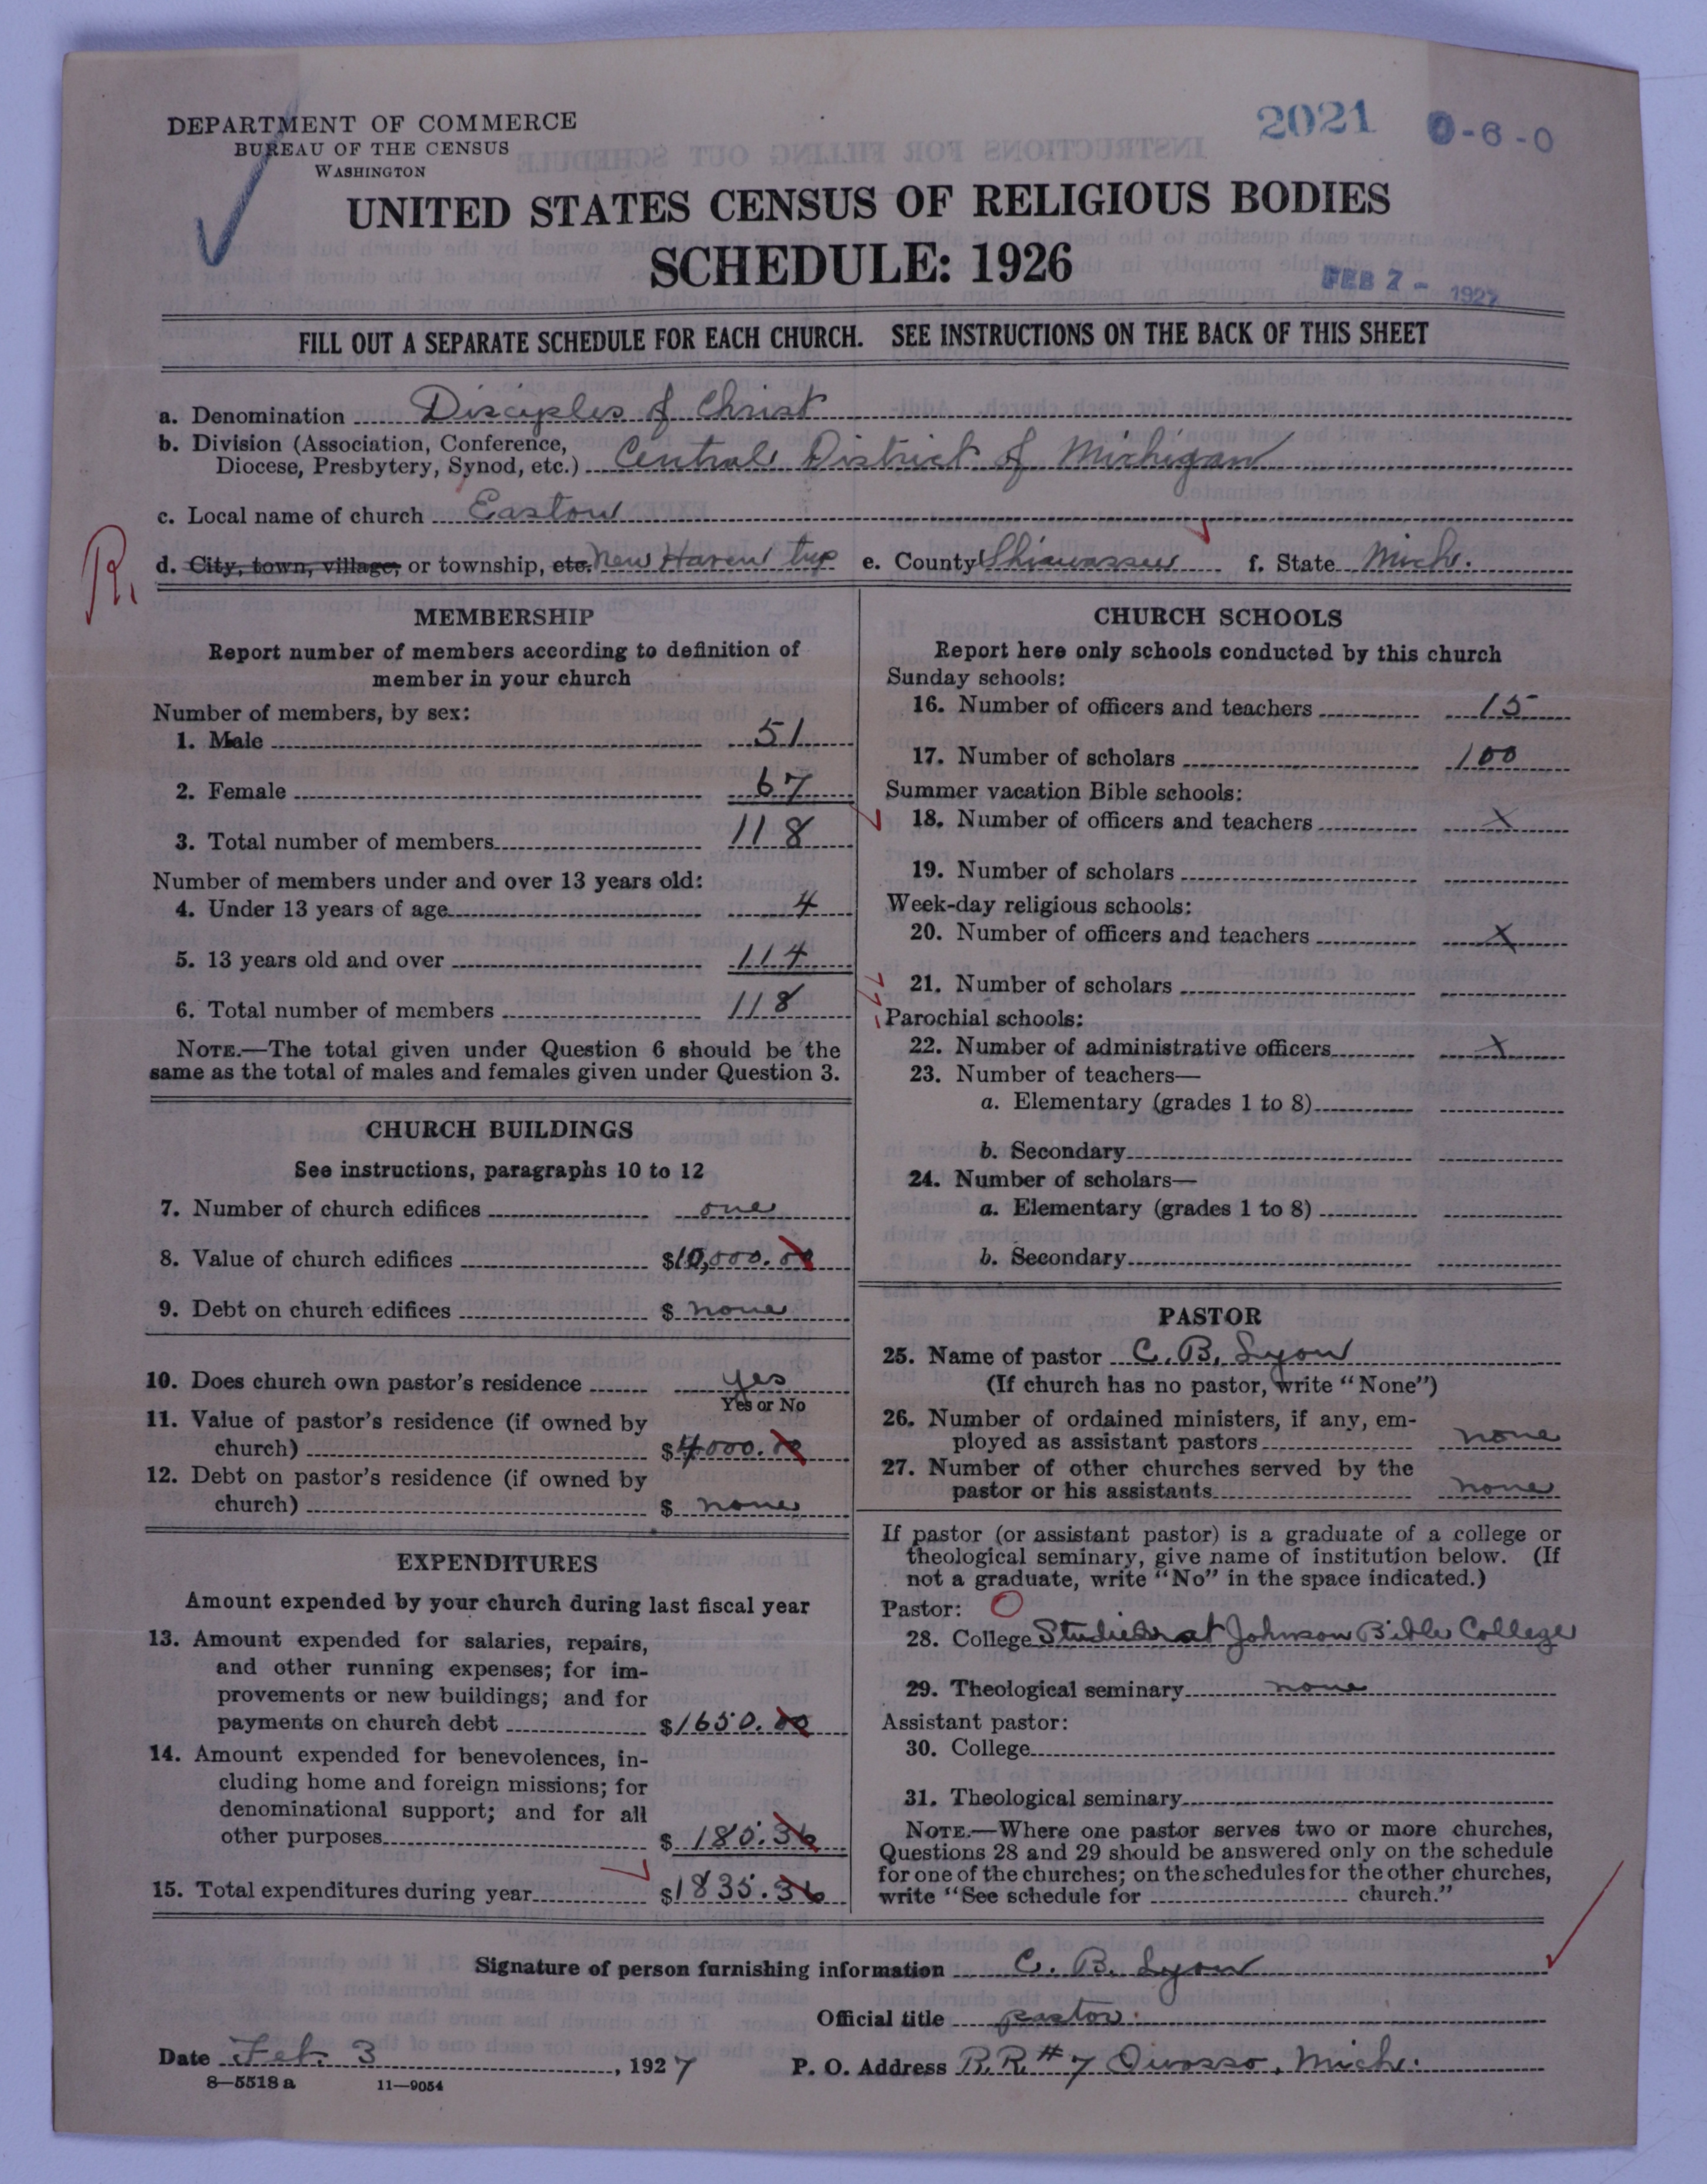 DEPARTMENT OF COMMERCE
BUREAU OF THE CENSUS
WASHINGTON
2021 0-6-0
UNITED STATES CENSUS OF RELIGIOUS BODIES
SCHEDULE: 1926
FEB 7 - 1927
FILL OUT A SEPARATE SCHEDULE FOR EACH CHURCH. SEE INSTRUCTIONS ON THE BACK OF THIS SHEET
a. Denomination Disciples of Christ
b. Division (Association, Conference,
Diocese, Presbytery, Synod, etc.) Central District of Michigan
c. Local name of church Easton
R. d. City, town, village, or township, etc. New Haven twp e. County Shiawassee f. State Mich.
MEMBERSHIP
Report number of members according to definition of
member in your church
Number of members, by sex:
1. Male 51
2. Female 67
3. Total number of members 118
Number of members under and over 13 years old:
4. Under 13 years of age 4
5. 13 years old and over 114
6. Total number of members 118
NOTE.—The total given under Question 6 should be the
same as the total of males and females given under Question 3.
CHURCH BUILDINGS
See instructions, paragraphs 10 to 12
7. Number of church edifices one
8. Value of church edifices $10,000.00
9. Debt on church edifices $ none
10. Does church own pastor's residence yes
Yes or No
11. Value of pastor's residence (if owned by
church) $4000.00
12. Debt on pastor's residence (if owned by
church) $ none
EXPENDITURES
Amount expended by your church during last fiscal year
13. Amount expended for salaries, repairs,
and other running expenses; for im-
provements or new buildings; and for
payments on church debt $1650.00
14. Amount expended for benevolences, in-
cluding home and foreign missions; for
denominational support; and for all
other purposes $ 185.36
15. Total expenditures during year $1835.36
CHURCH SCHOOLS
Report here only schools conducted by this church
Sunday schools:
16. Number of officers and teachers 15
17. Number of scholars 100
Summer vacation Bible schools:
18. Number of officers and teachers X
19. Number of scholars
Week-day religious schools:
20. Number of officers and teachers X
21. Number of scholars
Parochial schools:
22. Number of administrative officers X
23. Number of teachers—
a. Elementary (grades 1 to 8)
b. Secondary
24. Number of scholars—
a. Elementary (grades 1 to 8)
b. Secondary
PASTOR
25. Name of pastor C. B. Lyon
(If church has no pastor, write "None")
26. Number of ordained ministers, if any, em-
ployed as assistant pastors none
27. Number of other churches served by the
pastor or his assistants none
If pastor (or assistant pastor) is a graduate of a college or
theological seminary, give name of institution below. (If
not a graduate, write "No" in the space indicated.)
Pastor:
28. College Studied at Johnson Bible College
29. Theological seminary none
Assistant pastor:
30. College
31. Theological seminary
NOTE.—Where one pastor serves two or more churches,
Questions 28 and 29 should be answered only on the schedule
for one of the churches; on the schedules for the other churches,
write "See schedule for church."
Signature of person furnishing information C. B. Lyon
Official title pastor.
Date Feb. 3, 1927 P. O. Address R.R.#7 Owosso, Mich.
8—5518 a 11—9054